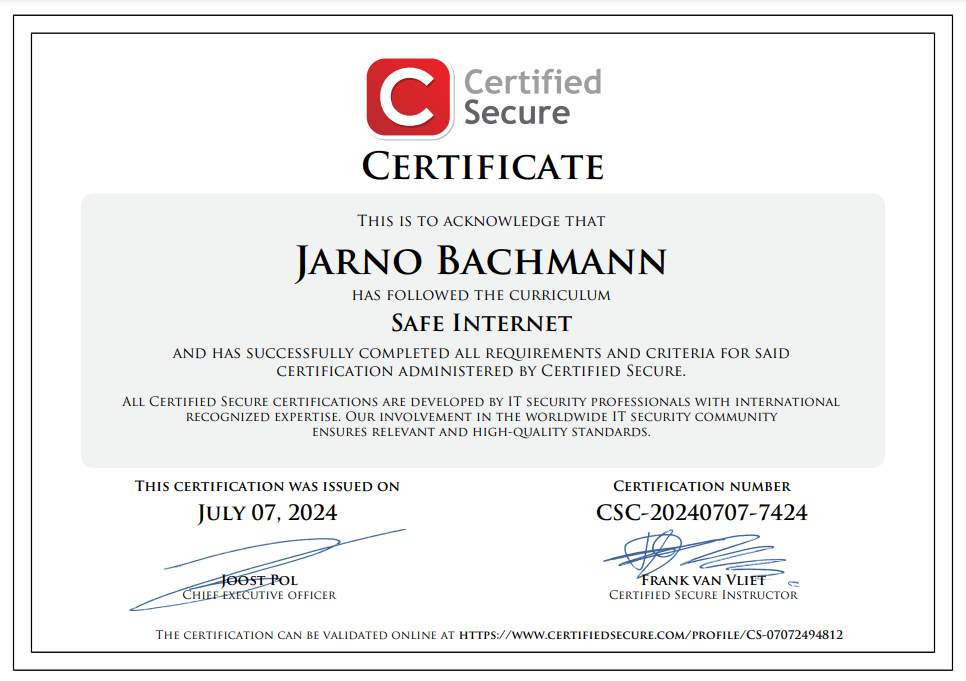 Certified
Secure
CERTIFICATE
THIS IS TO ACKNOWLEDGE THAT
JARNO BACHMANN
HAS FOLLOWED THE CURRICULUM
SAFE INTERNET
AND HAS SUCCESSFULLY COMPLETED ALL REQUIREMENTS AND CRITERIA FOR SAID
CERTIFICATION ADMINISTERED BY CERTIFIED SECURE.
ALL CERTIFIED SECURE CERTIFICATIONS ARE DEVELOPED BY IT SECURITY PROFESSIONALS WITH INTERNATIONAL
RECOGNIZED EXPERTISE. OUR INVOLVEMENT IN THE WORLDWIDE IT SECURITY COMMUNITY
ENSURES RELEVANT AND HIGH-QUALITY STANDARDS.
THIS CERTIFICATION WAS ISSUED ON
JULY 07, 2024
JOOST POL
CHIEF EXECUTIVE OFFICER
CERTIFICATION NUMBER
CSC-20240707-7424
FRANK VAN VLIET
CERTIFIED SECURE INSTRUCTOR
THE CERTIFICATION CAN BE VALIDATED ONLINE AT HTTPS://WWW.CERTIFIEDSECURE.COM/PROFILE/CS-07072494812